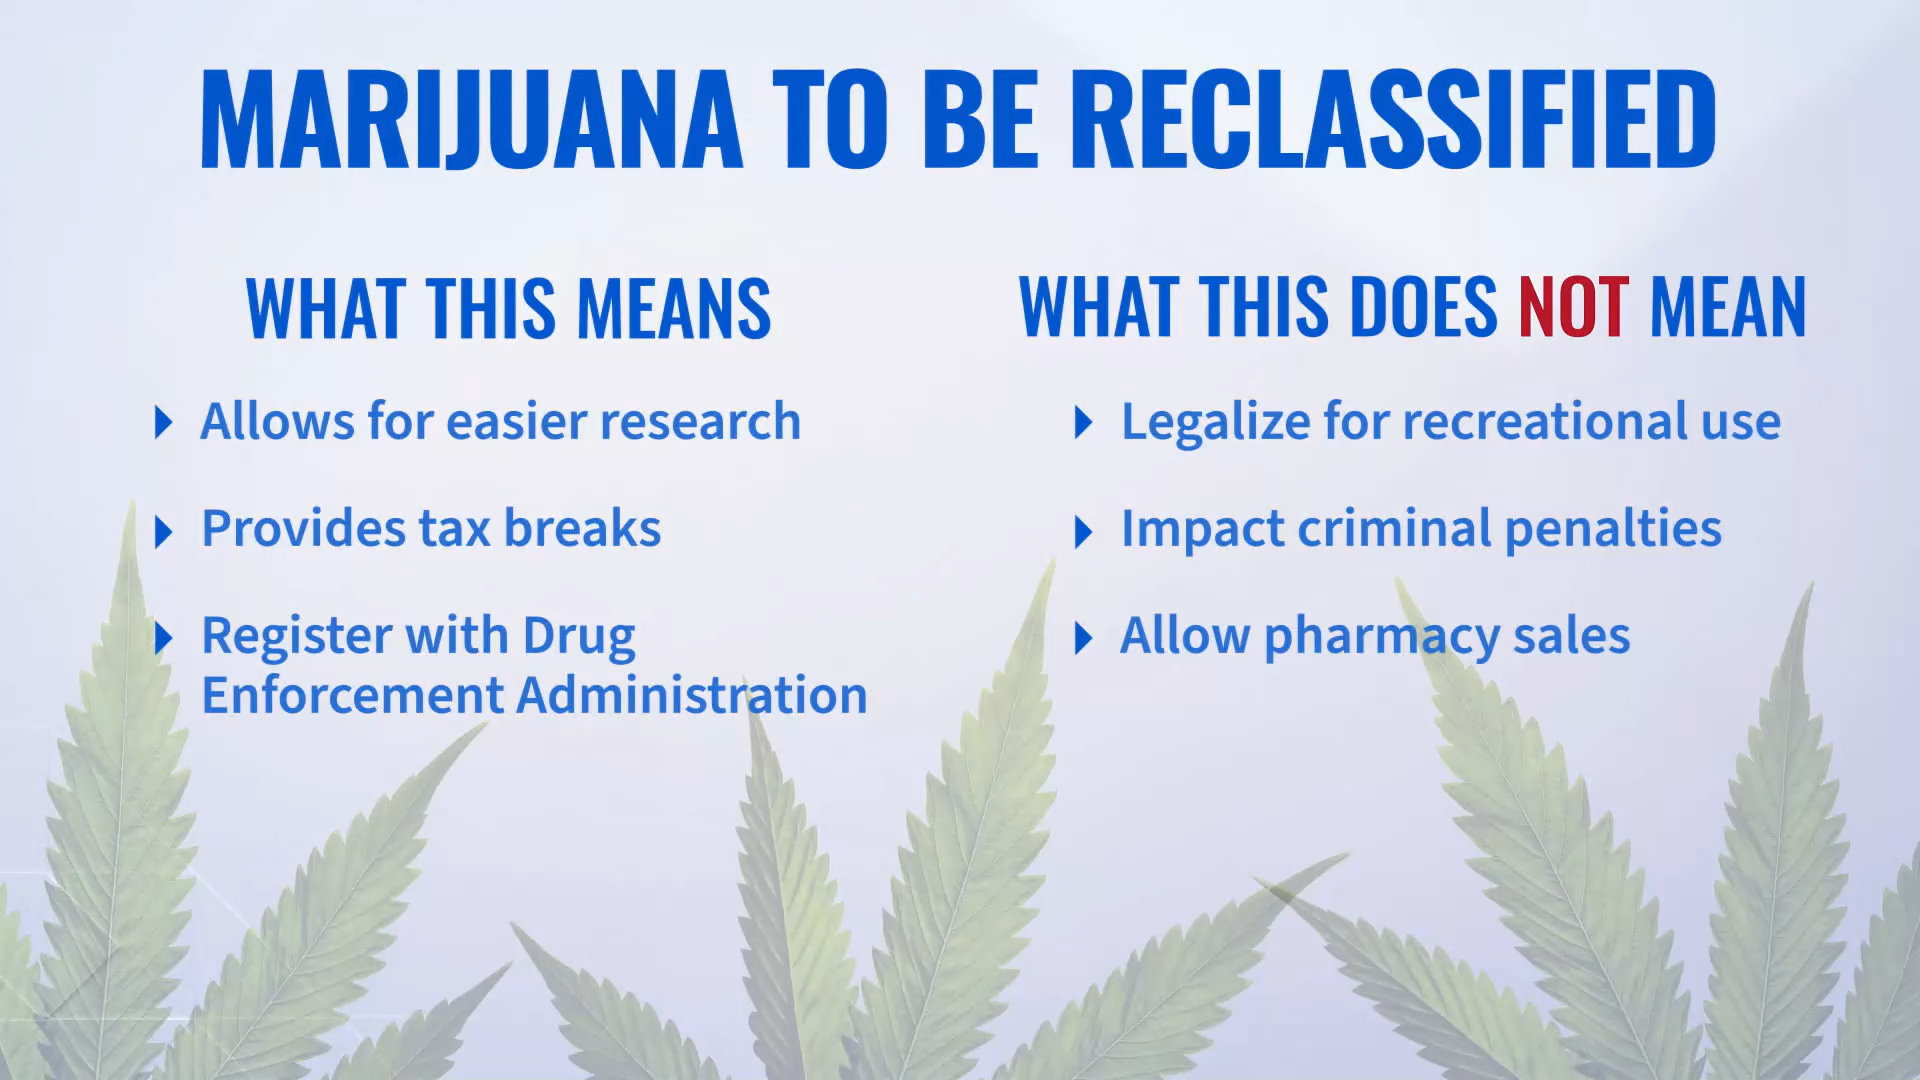 MARIJUANA TO BE RECLASSIFIED
WHAT THIS MEANS
Allows for easier research
Provides tax breaks
Register with Drug
Enforcement Administration
WHAT THIS DOES NOT MEAN
Legalize for recreational use
Impact criminal penalties
Allow pharmacy sales